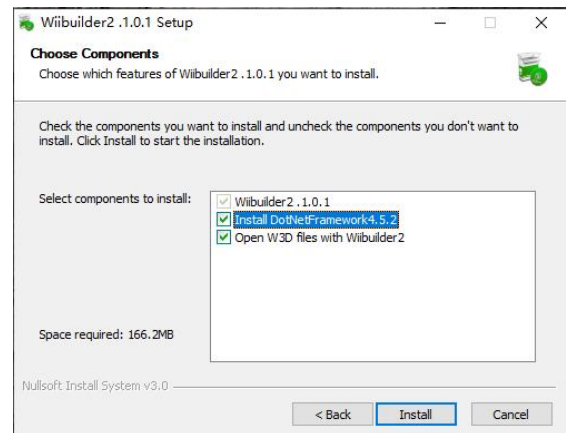 Wiibuilder2 .1.0.1 Setup
Choose Components
Choose which features of Wiibuilder2 .1.0.1 you want to install.
Check the components you want to install and uncheck the components you don't want to
install. Click Install to start the installation.
Select components to install:
Wiibuilder2 .1.0.1
Install DotNetFramework4.5.2
Open W3D files with Wiibuilder2
Space required: 166.2MB
Nullsoft Install System v3.0
< Back
Install
Cancel